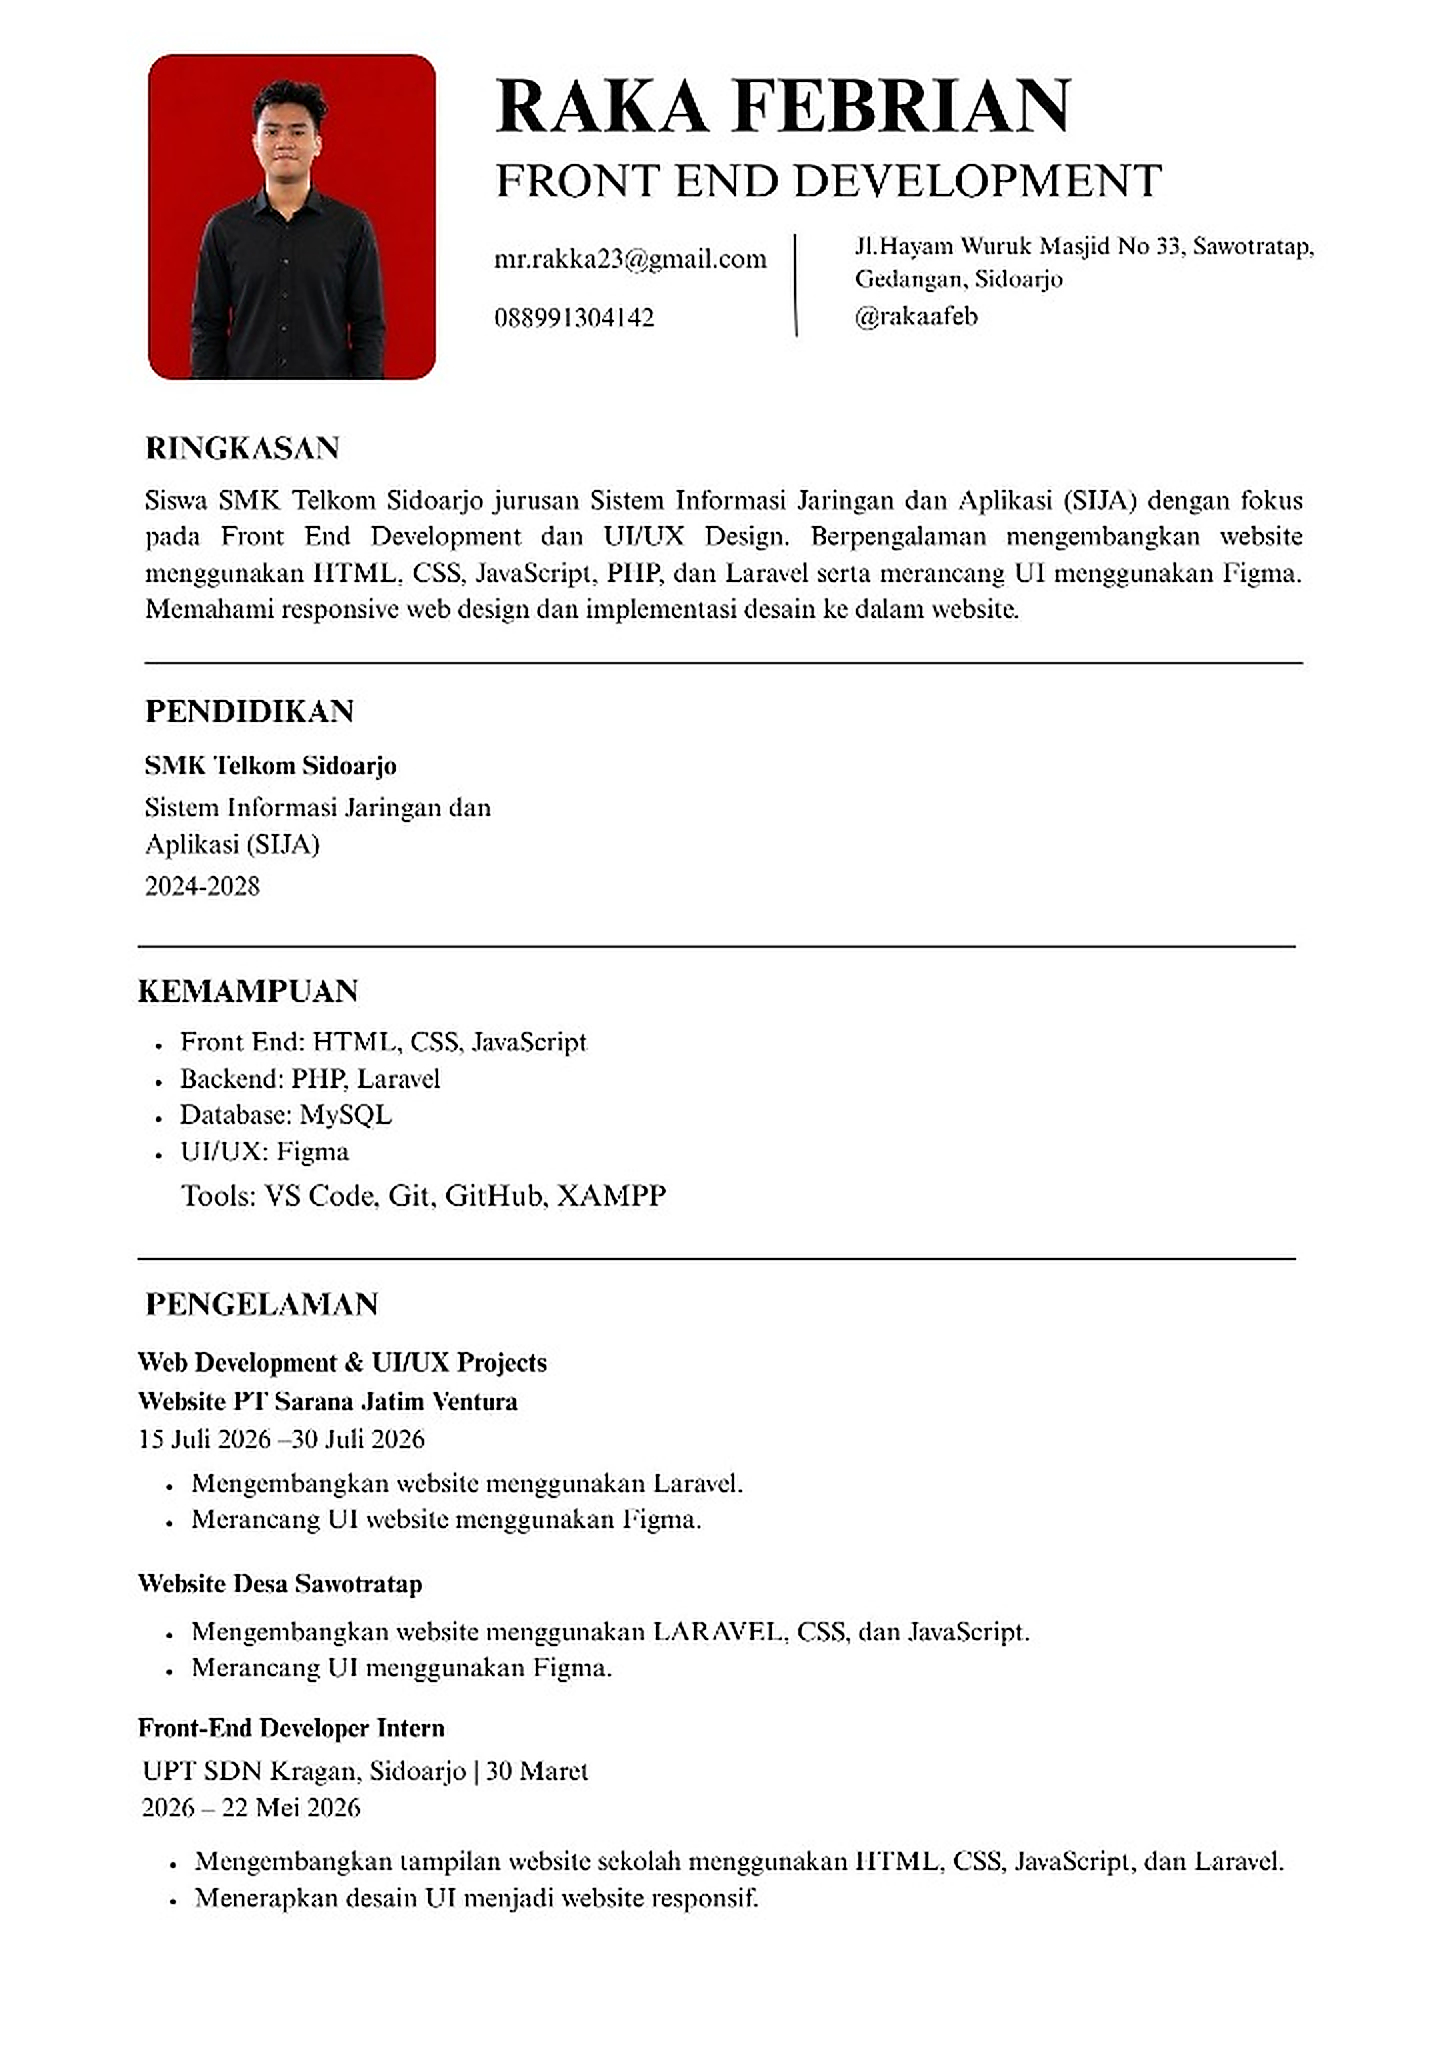 RAKA FEBRIAN
FRONT END DEVELOPMENT
mr.rakka23@gmail.com
088991304142
Jl.Hayam Wuruk Masjid No 33, Sawotratap,
Gedangan, Sidoarjo
@rakaafeb
RINGKASAN
Siswa SMK Telkom Sidoarjo jurusan Sistem Informasi Jaringan dan Aplikasi (SIJA) dengan fokus
pada Front End Development dan UI/UX Design. Berpengalaman mengembangkan website
menggunakan HTML, CSS, JavaScript, PHP, dan Laravel serta merancang UI menggunakan Figma.
Memahami responsive web design dan implementasi desain ke dalam website.
PENDIDIKAN
SMK Telkom Sidoarjo
Sistem Informasi Jaringan dan
Aplikasi (SIJA)
2024-2028
KEMAMPUAN
• Front End: HTML, CSS, JavaScript
• Backend: PHP, Laravel
• Database: MySQL
• UI/UX: Figma
Tools: VS Code, Git, GitHub, XAMPP
PENGELAMAN
Web Development & UI/UX Projects
Website PT Sarana Jatim Ventura
15 Juli 2026 –30 Juli 2026
• Mengembangkan website menggunakan Laravel.
• Merancang UI website menggunakan Figma.
Website Desa Sawotratap
• Mengembangkan website menggunakan LARAVEL, CSS, dan JavaScript.
• Merancang UI menggunakan Figma.
Front-End Developer Intern
UPT SDN Kragan, Sidoarjo | 30 Maret
2026 – 22 Mei 2026
• Mengembangkan tampilan website sekolah menggunakan HTML, CSS, JavaScript, dan Laravel.
• Menerapkan desain UI menjadi website responsif.